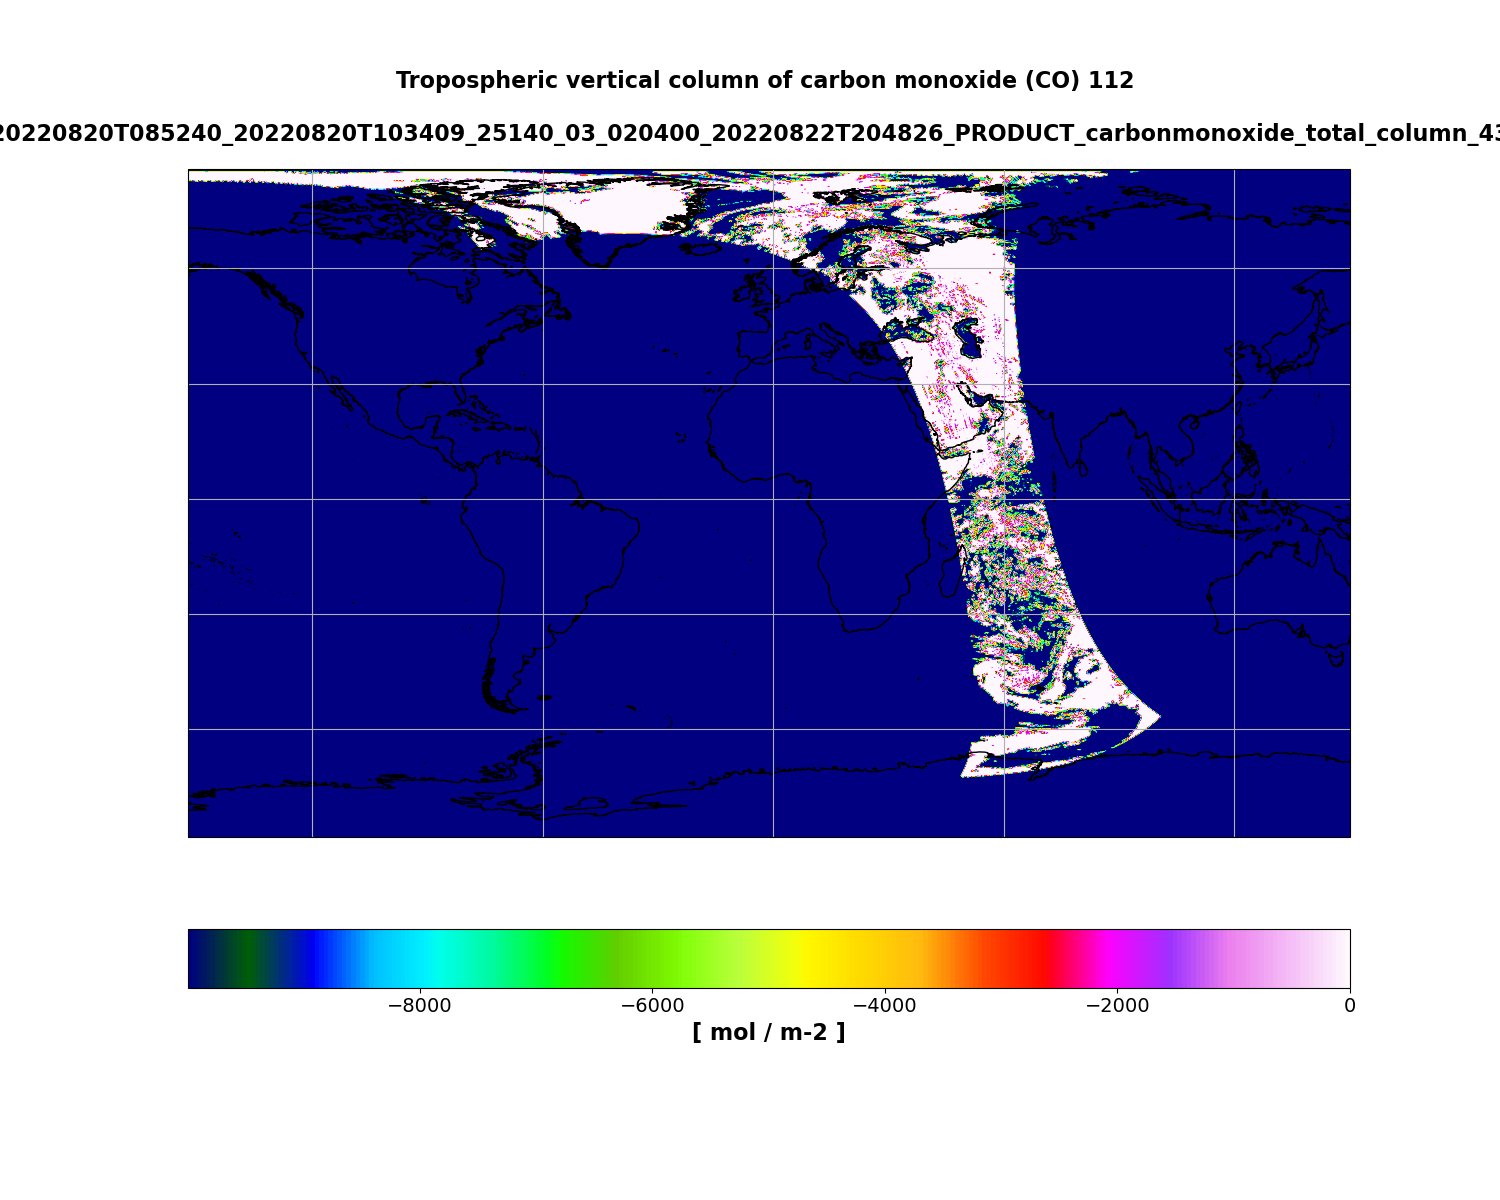 Tropospheric vertical column of carbon monoxide (CO) 112
20220820T085240_20220820T103409_25140_03_020400_20220822T204826_PRODUCT_carbonmonoxide_total_column_43
−8000 −6000 −4000 −2000 0
[ mol / m-2 ]